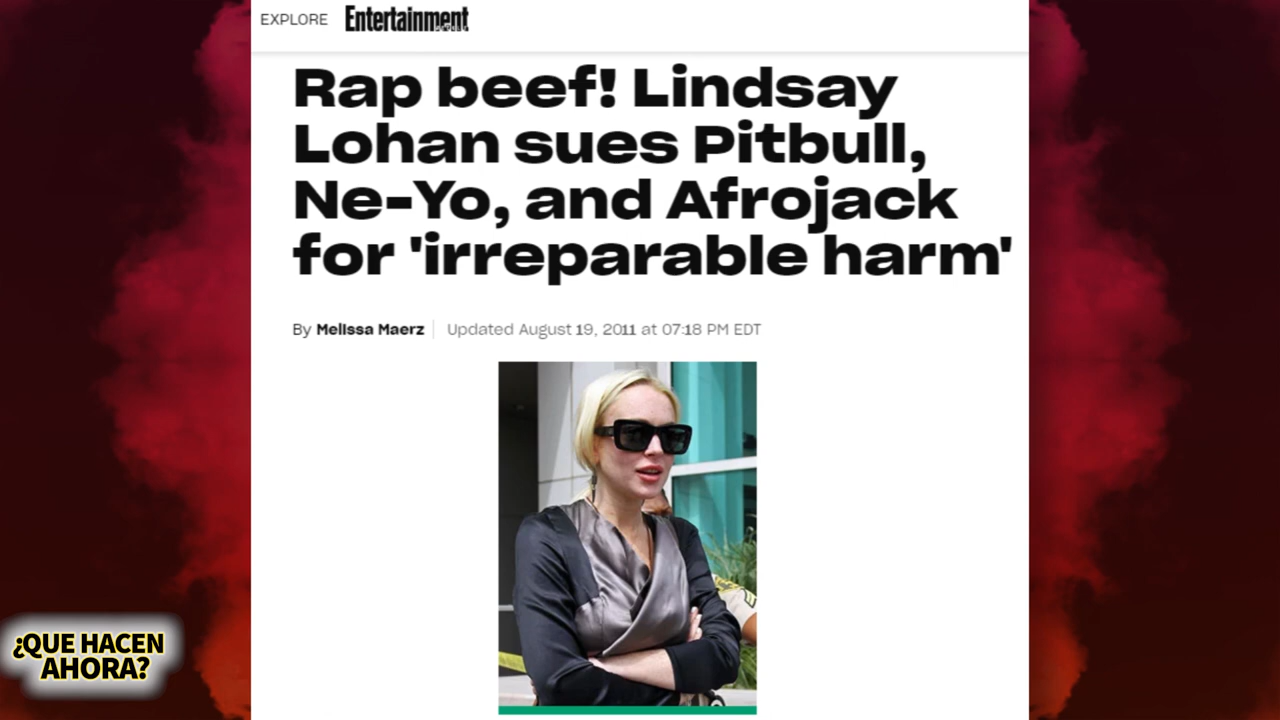 EXPLORE Entertainment
Rap beef! Lindsay
Lohan sues Pitbull,
Ne-Yo, and Afrojack
for 'irreparable harm'
By Melissa Maerz Updated August 19, 2011 at 07:18 PM EDT
¿QUE HACEN
AHORA?